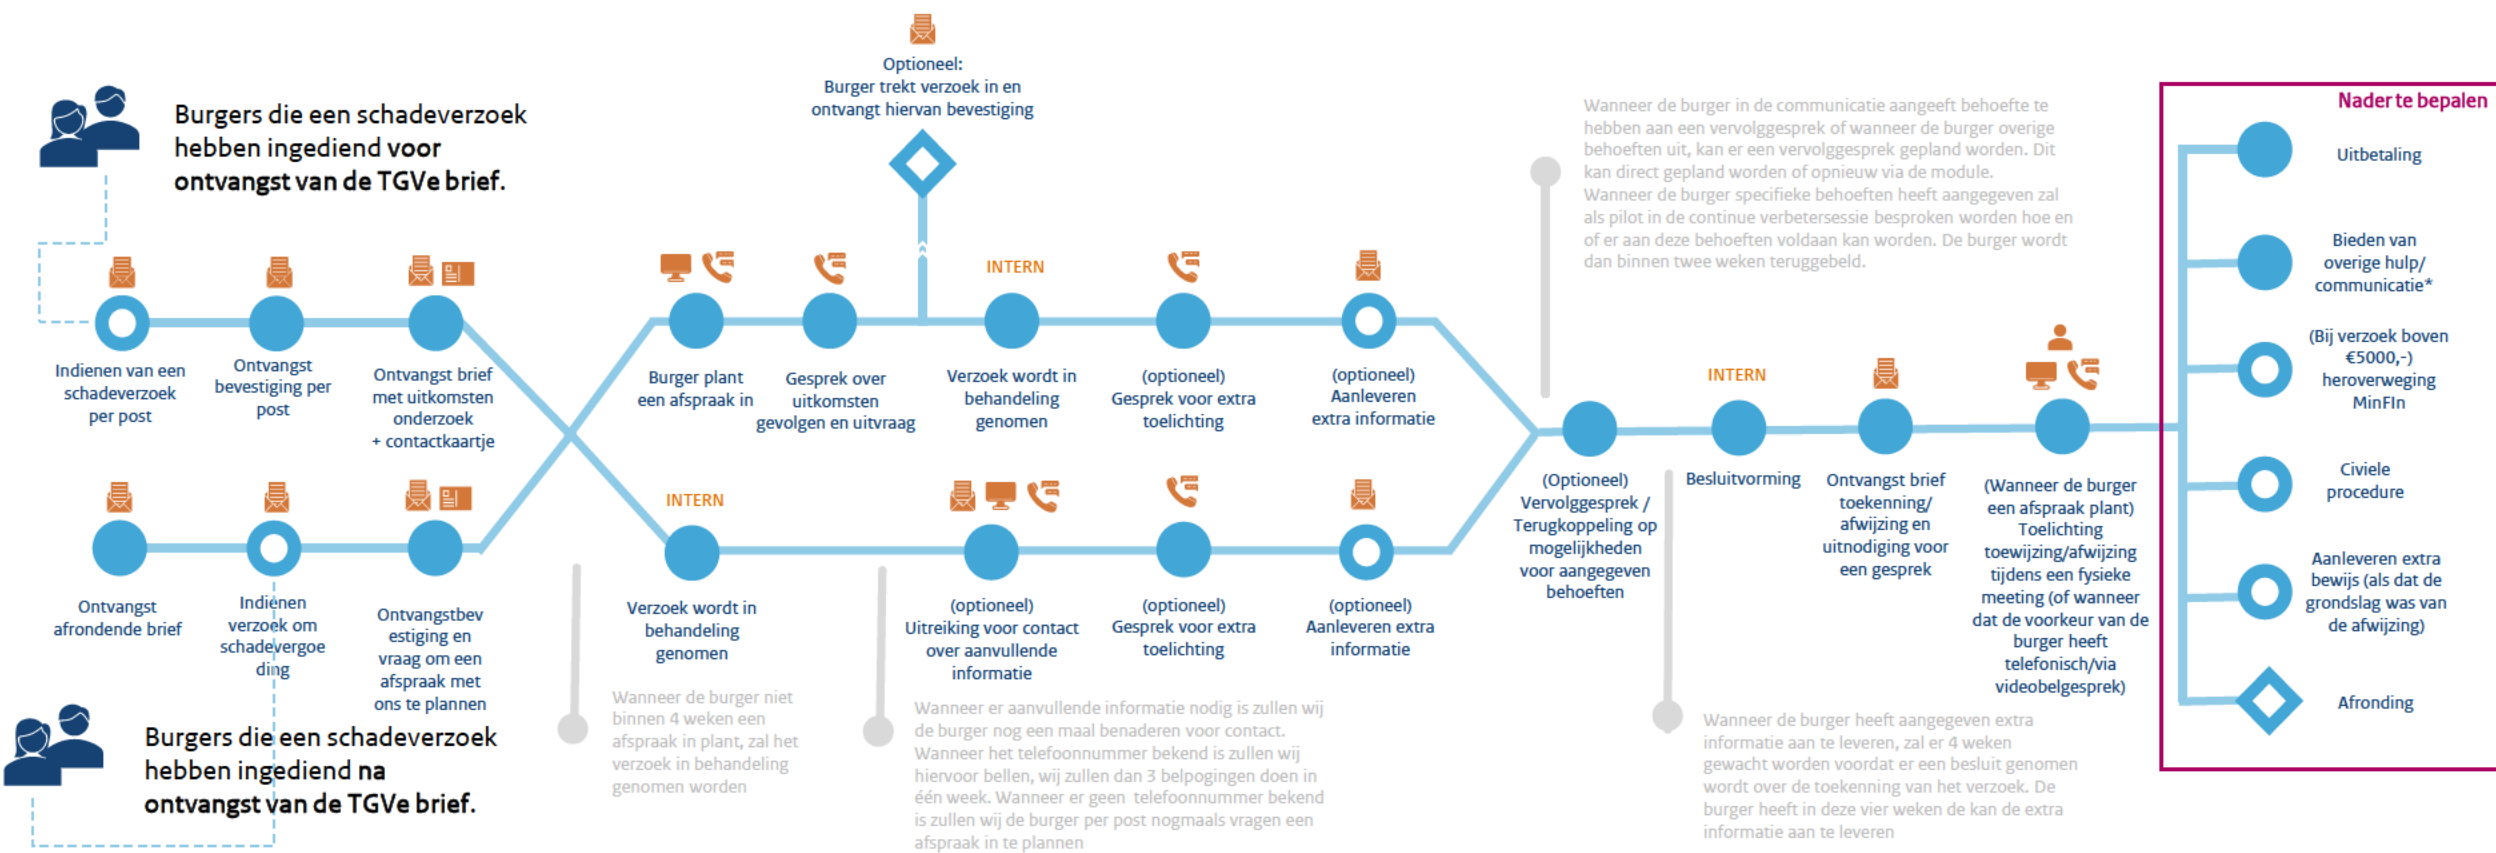 Optioneel:
Burger trekt verzoek in en
ontvangt hiervan bevestiging
Burgers die een schadeverzoek
hebben ingediend voor
ontvangst van de TGVe brief.
Indienen van een
schadeverzoek
per post
Ontvangst
bevestiging per
post
Ontvangst brief
met uitkomsten
onderzoek
+ contactkaartje
Burger plant
een afspraak in
Gesprek over
uitkomsten
gevolgen en uitvraag
INTERN
Verzoek wordt in
behandeling
genomen
(optioneel)
Gesprek voor extra
toelichting
(optioneel)
Aanleveren
extra informatie
Ontvangst
afrondende brief
Indienen
verzoek om
schadevergoe
ding
Ontvangstbev
estiging en
vraag om een
afspraak met
ons te plannen
INTERN
Verzoek wordt in
behandeling
genomen
(optioneel)
Uitreiking voor contact
over aanvullende
informatie
(optioneel)
Gesprek voor extra
toelichting
(optioneel)
Aanleveren extra
informatie
Burgers die een schadeverzoek
hebben ingediend na
ontvangst van de TGVe brief.
Wanneer de burger niet
binnen 4 weken een
afspraak in plant, zal het
verzoek in behandeling
genomen worden
Wanneer er aanvullende informatie nodig is zullen wij
de burger nog een maal benaderen voor contact.
Wanneer het telefoonnummer bekend is zullen wij
hiervoor bellen, wij zullen dan 3 belpogingen doen in
één week. Wanneer er geen telefoonnummer bekend
is zullen wij de burger per post nogmaals vragen een
afspraak in te plannen
Wanneer de burger in de communicatie aangeeft behoefte te
hebben aan een vervolggesprek of wanneer de burger overige
behoeften uit, kan er een vervolggesprek gepland worden. Dit
kan direct gepland worden of opnieuw via de module.
Wanneer de burger specifieke behoeften heeft aangegeven zal
als pilot in de continue verbetersessie besproken worden hoe en
of er aan deze behoeften voldaan kan worden. De burger wordt
dan binnen twee weken teruggebeld.
(Optioneel)
Vervolggesprek /
Terugkoppeling op
mogelijkheden
voor aangegeven
behoeften
INTERN
Besluitvorming
Ontvangst brief
toekenning/
afwijzing en
uitnodiging voor
een gesprek
(Wanneer de burger
een afspraak plant)
Toelichting
toewijzing/afwijzing
tijdens een fysieke
meeting (of wanneer
dat de voorkeur van de
burger heeft
telefonisch/via
videobelgesprek)
Wanneer de burger heeft aangegeven extra
informatie aan te leveren, zal er 4 weken
gewacht worden voordat er een besluit genomen
wordt over de toekenning van het verzoek. De
burger heeft in deze vier weken de kan de extra
informatie aan te leveren
Nader te bepalen
Uitbetaling
Bieden van
overige hulp/
communicatie*
(Bij verzoek boven
€5000,-)
heroverweging
MinFIn
Civiele
procedure
Aanleveren extra
bewijs (als dat de
grondslag was van
de afwijzing)
Afronding